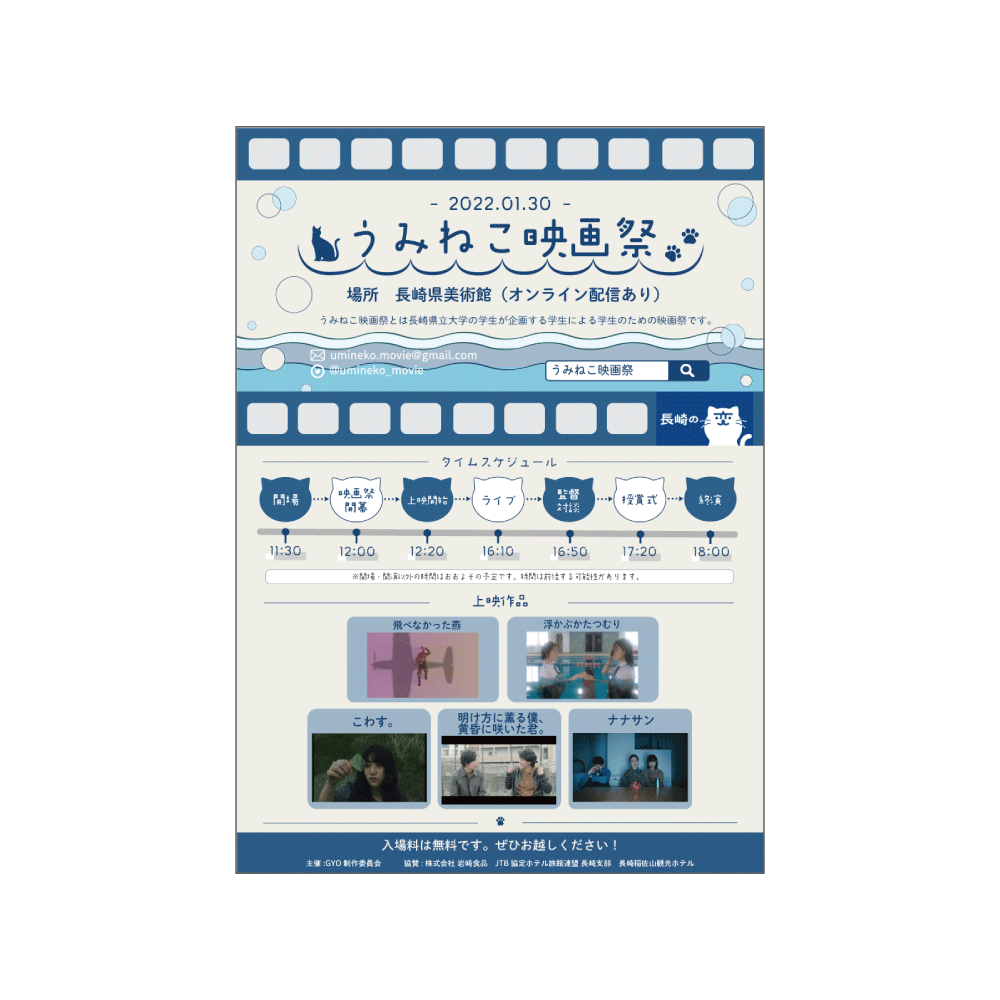 - 2022.01.30 -
うみねこ映画祭
場所 長崎県美術館（オンライン配信あり）
うみねこ映画祭とは長崎県立大学の学生が企画する学生による学生のための映画祭です。
umineko.movie@gmail.com
@umineko_movie
うみねこ映画祭
長崎の変
タイムスケジュール
開場
映画祭
開幕
上映開始
ライブ
監督
対談
授賞式
終演
11:30
12:00
12:20
16:10
16:50
17:20
18:00
※開場・開演以外の時間はおおよその予定です。時間は前後する可能性があります。
上映作品
飛べなかった燕
浮かぶかたつむり
こわす。
明け方に薫る僕、
黄昏に咲いた君。
ナナサン
入場料は無料です。ぜひお越しください！
主催:GYO 制作委員会 協賛：株式会社 岩崎食品 JTB 協定ホテル旅館連盟 長崎支部 長崎稲佐山観光ホテル